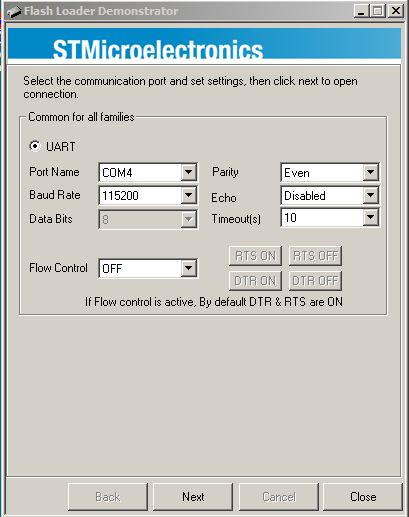 Flash Loader Demonstrator
STMicroelectronics
Select the communication port and set settings, then click next to open
connection.
Common for all families
UART
Port Name COM4 Parity Even
Baud Rate 115200 Echo Disabled
Data Bits 8 Timeout(s) 10
Flow Control OFF RTS ON RTS OFF
DTR ON DTR OFF
If Flow control is active, By default DTR & RTS are ON
Back Next Cancel Close